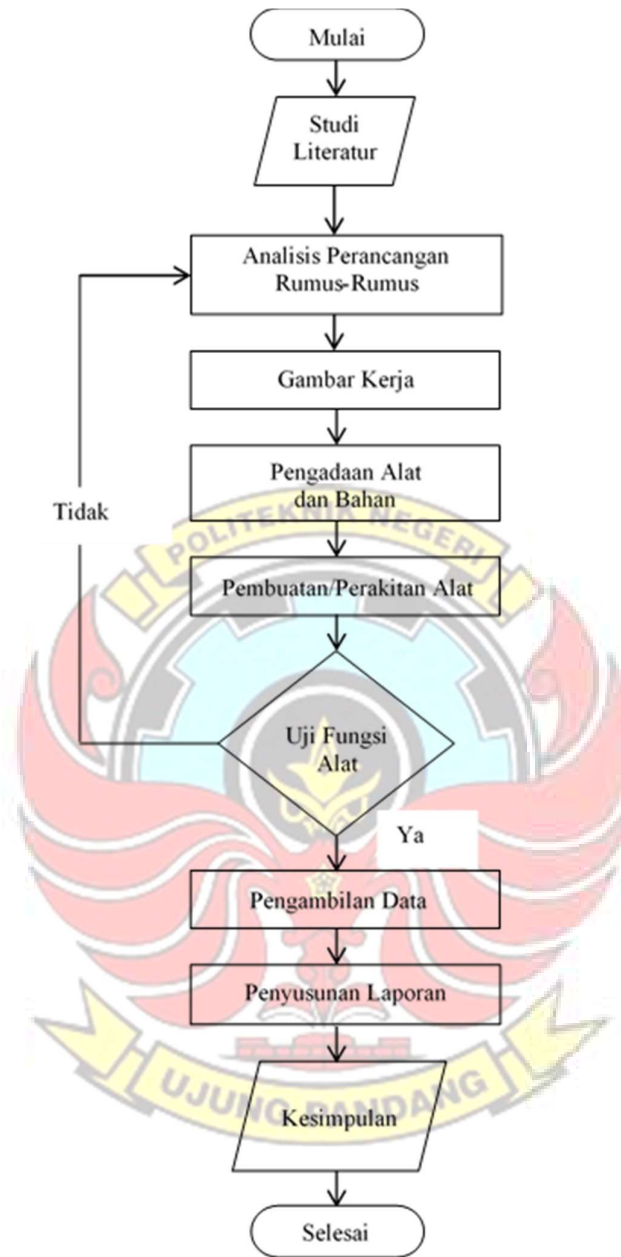 Mulai
Studi
Literatur
Analisis Perancangan
Rumus-Rumus
Gambar Kerja
Pengadaan Alat
dan Bahan
Tidak
POLITEKNIK NEGERI
Pembuatan/Perakitan Alat
Uji Fungsi
Alat
Ya
Pengambilan Data
Penyusunan Laporan
UJUNG PANDANG
Kesimpulan
Selesai